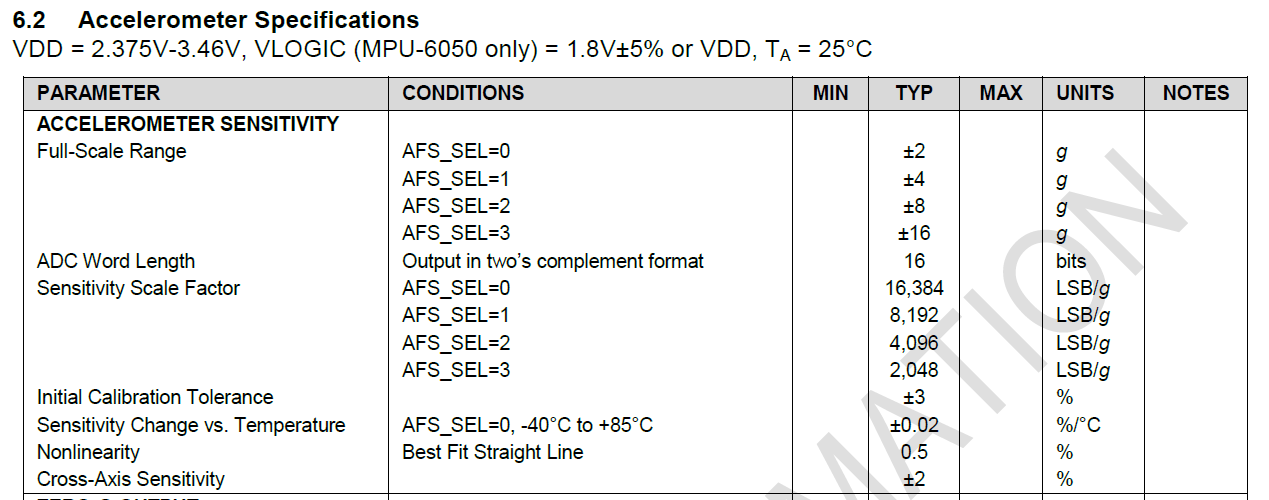 6.2 Accelerometer Specifications
VDD = 2.375V-3.46V, VLOGIC (MPU-6050 only) = 1.8V±5% or VDD, TA = 25°C
PARAMETER CONDITIONS MIN TYP MAX UNITS NOTES
ACCELEROMETER SENSITIVITY
Full-Scale Range AFS_SEL=0 ±2 g
AFS_SEL=1 ±4 g
AFS_SEL=2 ±8 g
AFS_SEL=3 ±16 g
ADC Word Length Output in two's complement format 16 bits
Sensitivity Scale Factor AFS_SEL=0 16,384 LSB/g
AFS_SEL=1 8,192 LSB/g
AFS_SEL=2 4,096 LSB/g
AFS_SEL=3 2,048 LSB/g
Initial Calibration Tolerance ±3 %
Sensitivity Change vs. Temperature AFS_SEL=0, -40°C to +85°C ±0.02 %/°C
Nonlinearity Best Fit Straight Line 0.5 %
Cross-Axis Sensitivity ±2 %
MATION